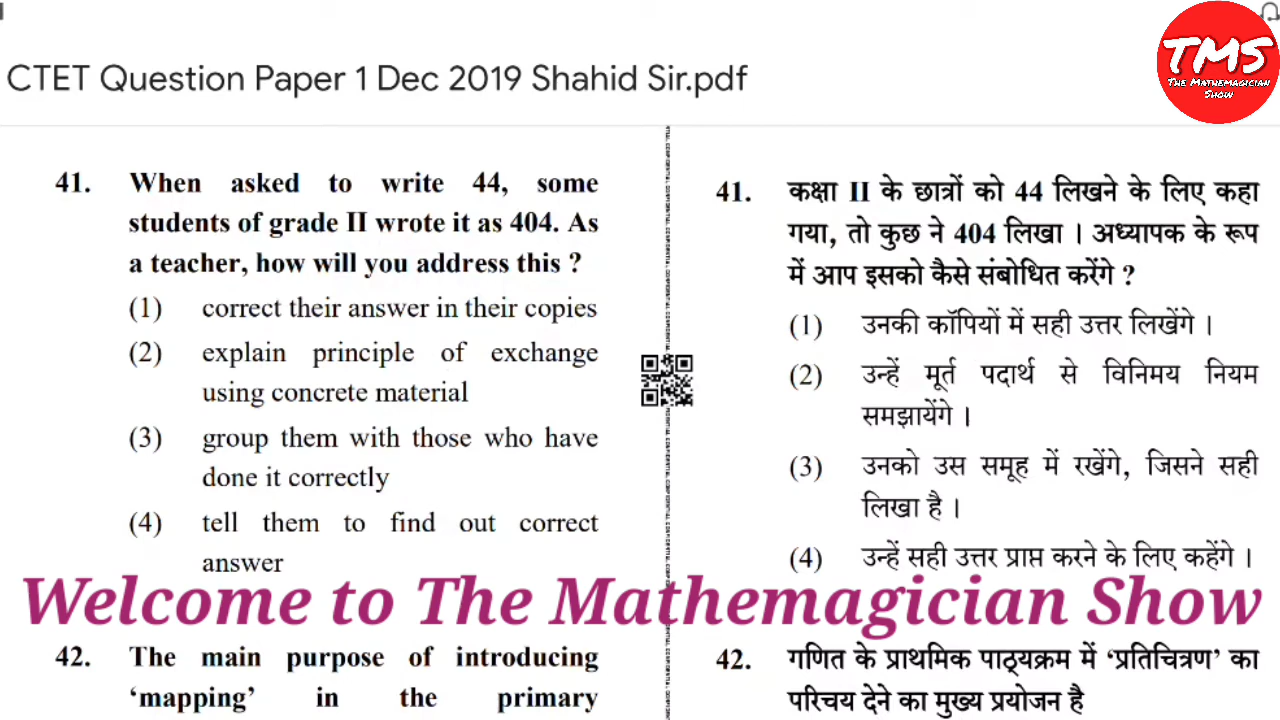 TMS
THE MATHEMAGICIAN
SHOW
CTET Question Paper 1 Dec 2019 Shahid Sir.pdf
41. When asked to write 44, some
students of grade II wrote it as 404. As
a teacher, how will you address this ?
(1) correct their answer in their copies
(2) explain principle of exchange
using concrete material
(3) group them with those who have
done it correctly
(4) tell them to find out correct
answer
41. कक्षा II के छात्रों को 44 लिखने के लिए कहा
गया, तो कुछ ने 404 लिखा । अध्यापक के रूप
में आप इसको कैसे संबोधित करेंगे ?
(1) उनकी कॉपियों में सही उत्तर लिखेंगे ।
(2) उन्हें मूर्त पदार्थ से विनिमय नियम
समझायेंगे ।
(3) उनको उस समूह में रखेंगे, जिसने सही
लिखा है ।
(4) उन्हें सही उत्तर प्राप्त करने के लिए कहेंगे ।
Welcome to The Mathemagician Show
42. The main purpose of introducing
‘mapping’ in the primary
42. गणित के प्राथमिक पाठ्यक्रम में ‘प्रतिचित्रण’ का
परिचय देने का मुख्य प्रयोजन है